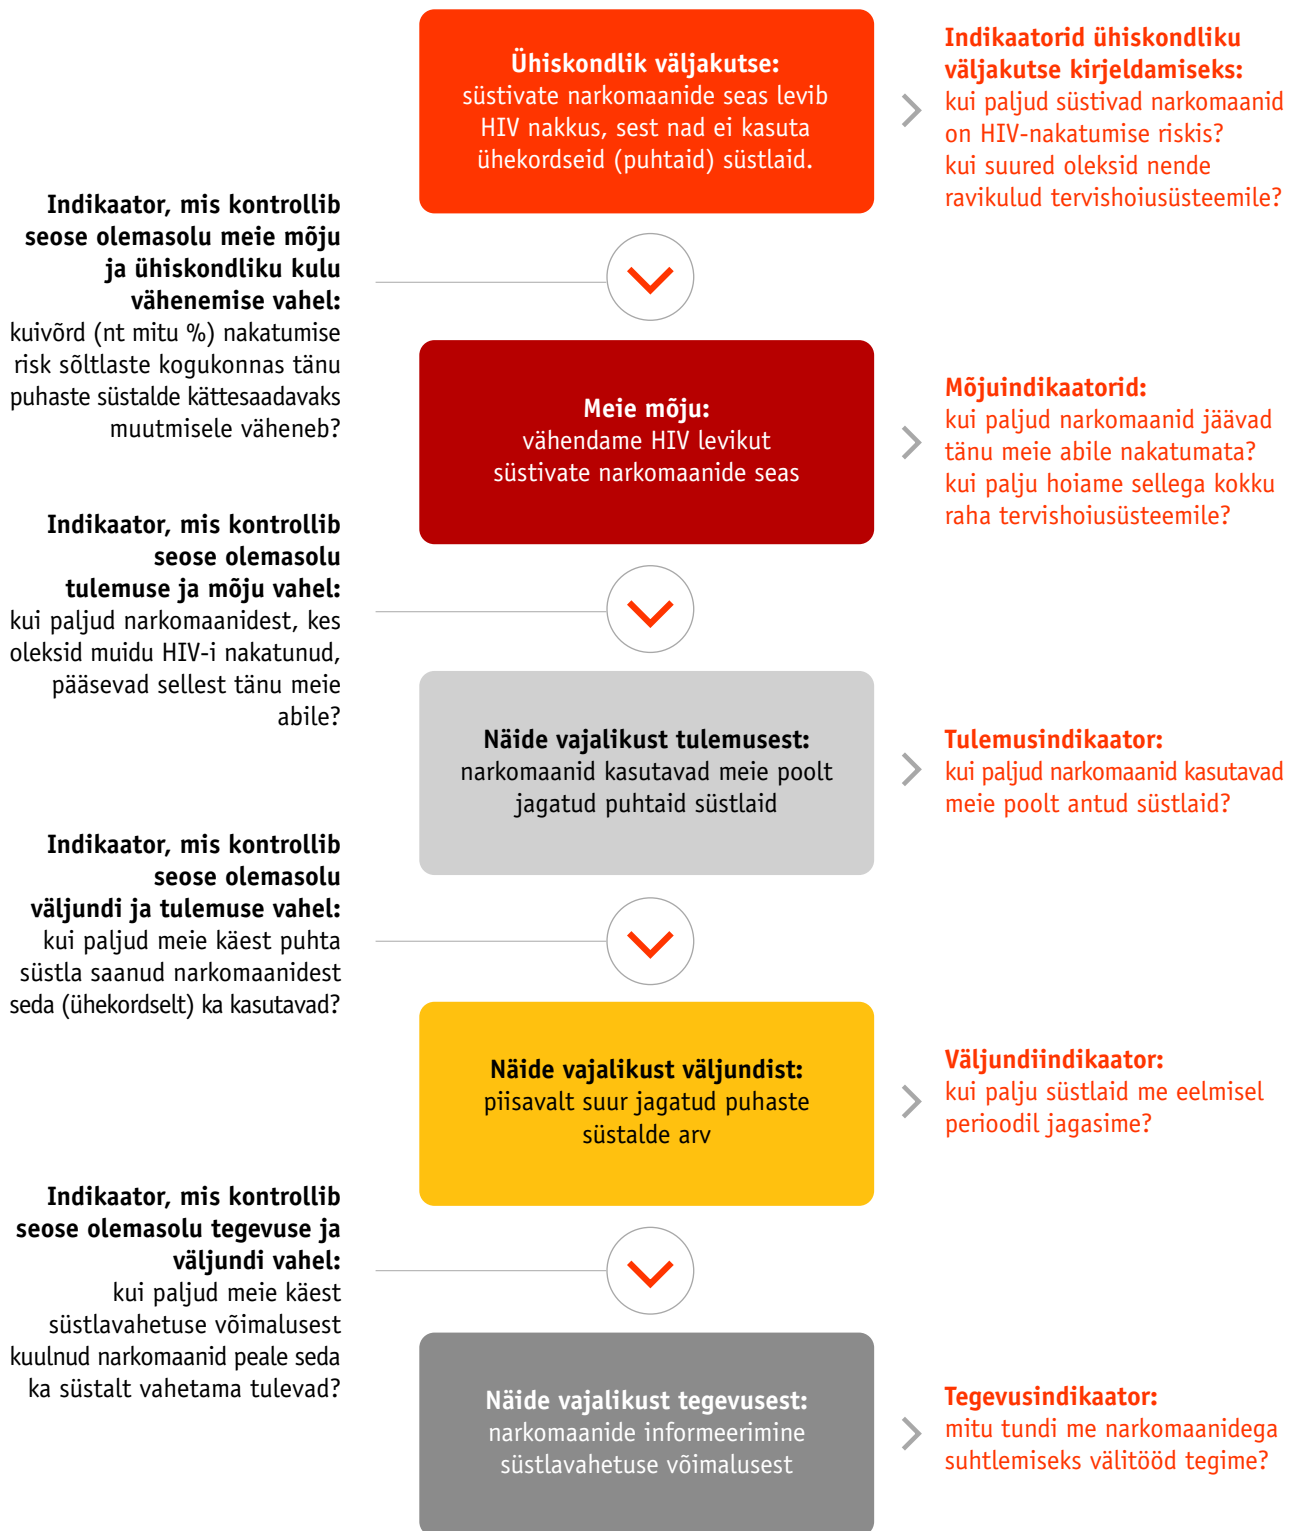 Ühiskondlik väljakutse:
süstivate narkomaanide seas levib
HIV nakkus, sest nad ei kasuta
ühekordseid (puhtaid) süstlaid.
Indikaatorid ühiskondliku
väljakutse kirjeldamiseks:
kui paljud süstivad narkomaanid
on HIV-nakatumise riskis?
kui suured oleksid nende
ravikulud tervishoiusüsteemile?
Indikaator, mis kontrollib
seose olemasolu meie mõju
ja ühiskondliku kulu
vähenemise vahel:
kuivõrd (nt mitu %) nakatumise
risk sõltlaste kogukonnas tänu
puhaste süstalde kättesaadavaks
muutmisele väheneb?
Meie mõju:
vähendame HIV levikut
süstivate narkomaanide seas
Mõjuindikaatorid:
kui paljud narkomaanid jäävad
tänu meie abile nakatumata?
kui palju hoiame sellega kokku
raha tervishoiusüsteemile?
Indikaator, mis kontrollib
seose olemasolu
tulemuse ja mõju vahel:
kui paljud narkomaanidest, kes
oleksid muidu HIV-i nakatunud,
pääsevad sellest tänu meie
abile?
Näide vajalikust tulemusest:
narkomaanid kasutavad meie poolt
jagatud puhtaid süstlaid
Tulemusindikaator:
kui paljud narkomaanid kasutavad
meie poolt antud süstlaid?
Indikaator, mis kontrollib
seose olemasolu
väljundi ja tulemuse vahel:
kui paljud meie käest puhta
süstla saanud narkomaanidest
seda (ühekordselt) ka kasutavad?
Näide vajalikust väljundist:
piisavalt suur jagatud puhaste
süstalde arv
Väljundiindikaator:
kui palju süstlaid me eelmisel
perioodil jagasime?
Indikaator, mis kontrollib
seose olemasolu tegevuse ja
väljundi vahel:
kui paljud meie käest
süstlavahetuse võimalusest
kuulnud narkomaanid peale seda
ka süstalt vahetama tulevad?
Näide vajalikust tegevusest:
narkomaanide informeerimine
süstlavahetuse võimalusest
Tegevusindikaator:
mitu tundi me narkomaanidega
suhtlemiseks välitööd tegime?